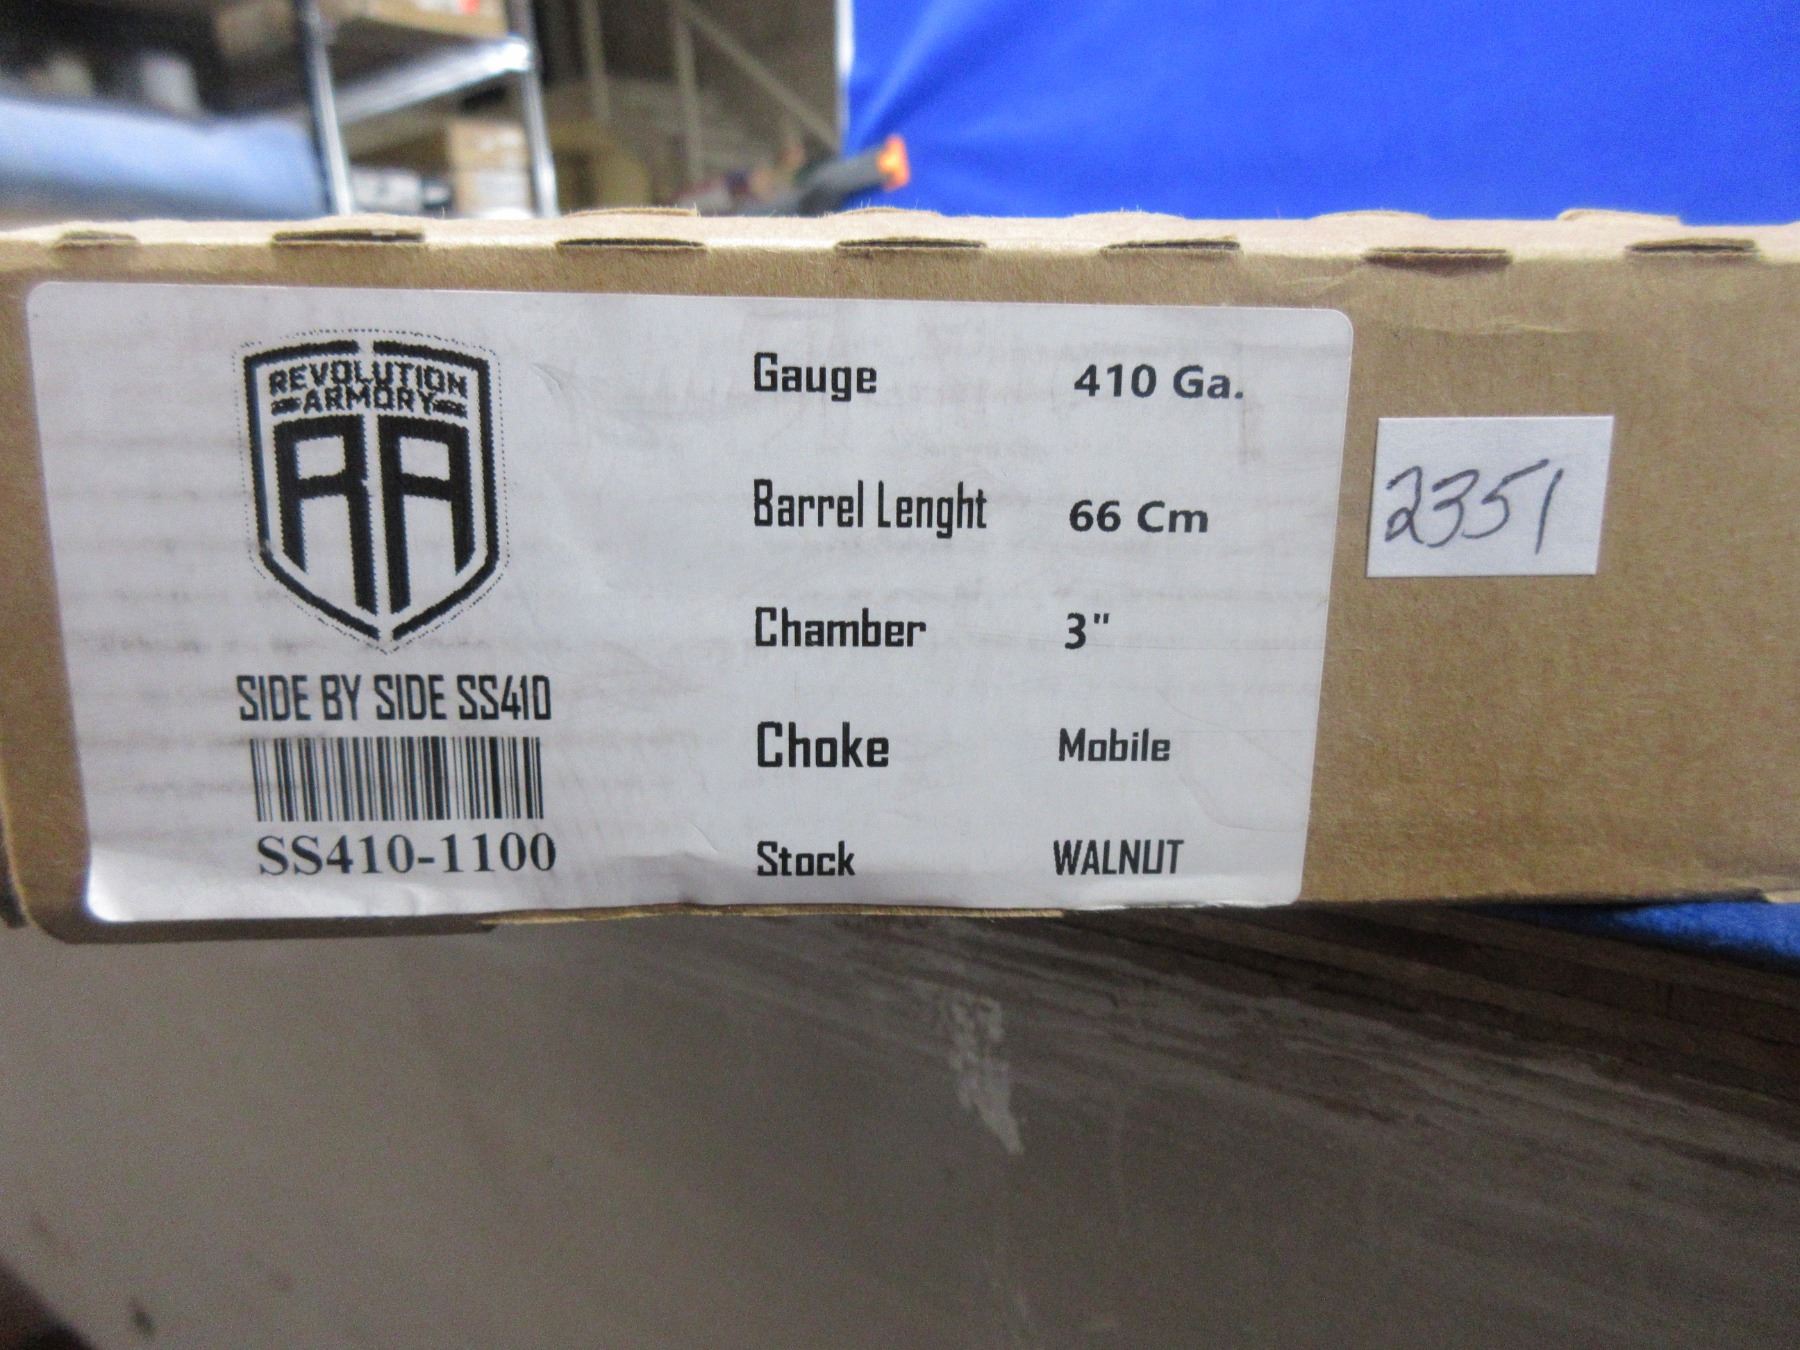 REVOLUTION
ARMORY
RA
SIDE BY SIDE SS410
SS410-1100
Gauge 410 Ga.
Barrel Lenght 66 Cm
Chamber 3"
Choke Mobile
Stock WALNUT
2351